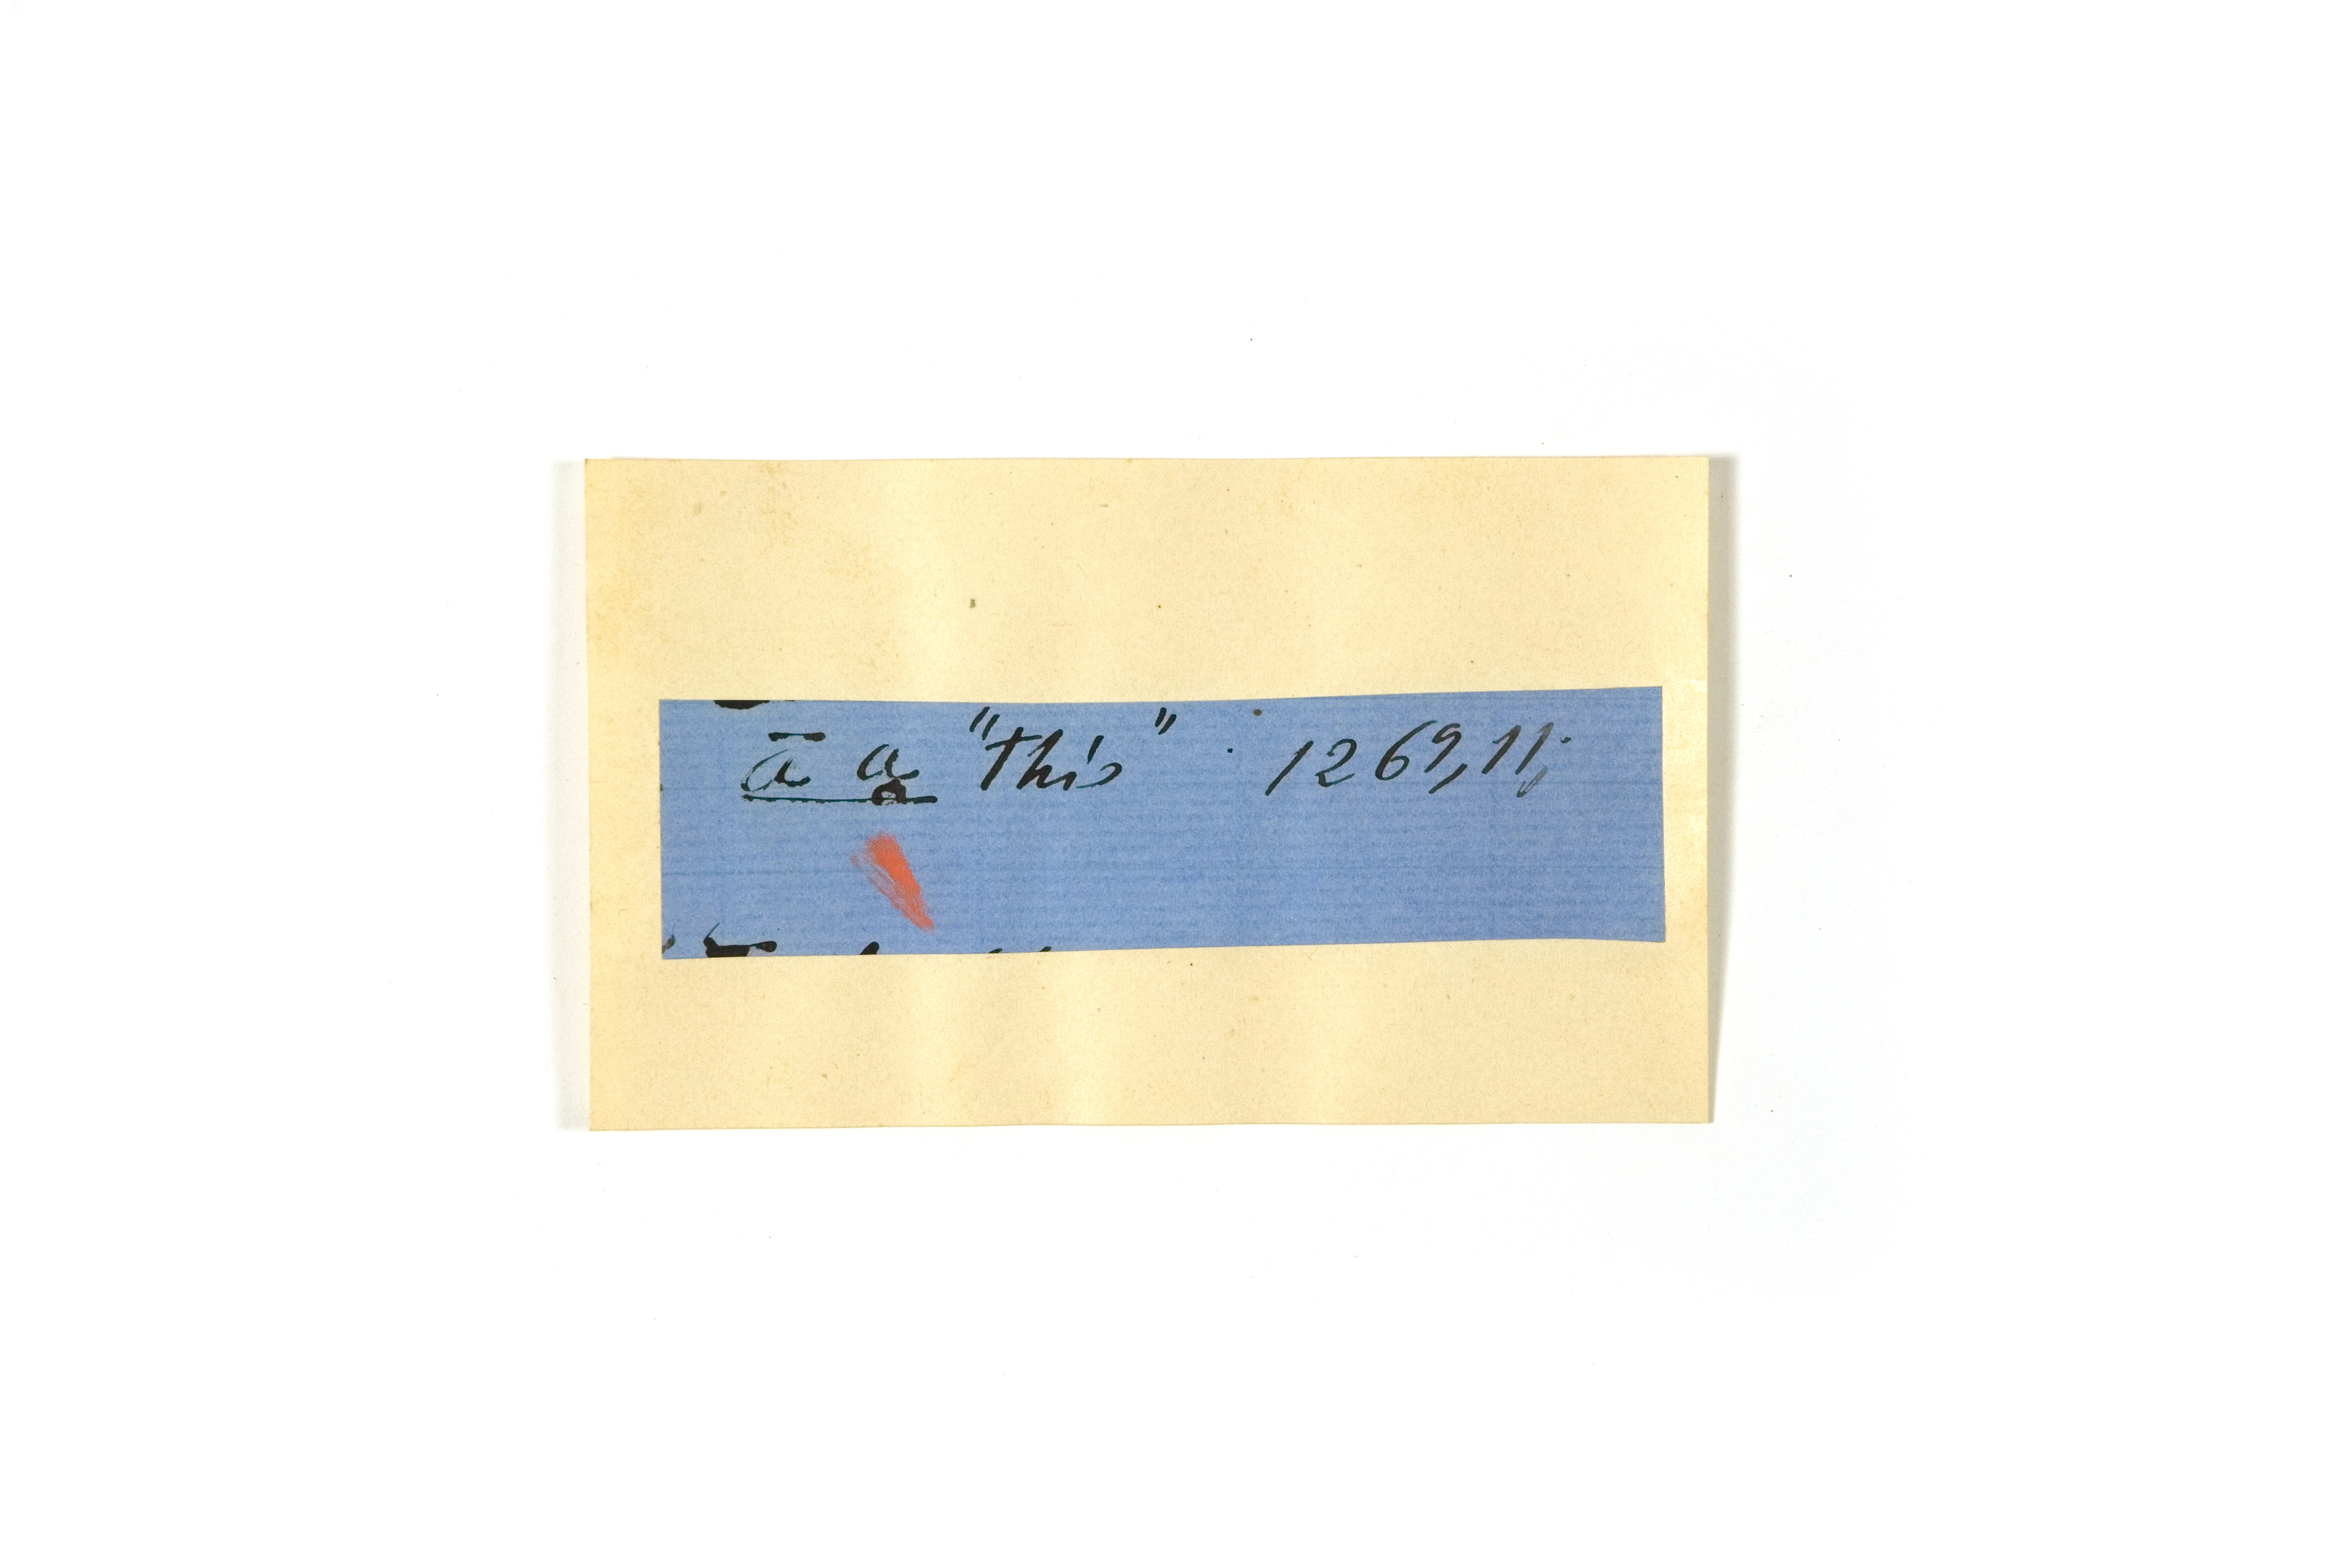 ā ḁ "this" . 1269,11;